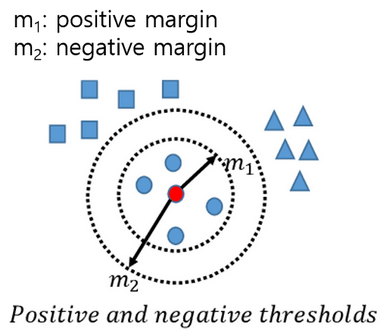 m₁: positive margin
m₂: negative margin
m₁
m₂
Positive and negative thresholds